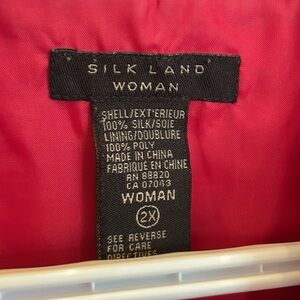 SILK LAND
WOMAN
SHELL/EXT'ERIEUR
100% SILK/SOIE
LINING/DOUBLURE
100% POLY
MADE IN CHINA
FABRIQUE EN CHINE
RN 88820
CA 07043
WOMAN
2X
SEE REVERSE
FOR CARE
DIRECTIVES